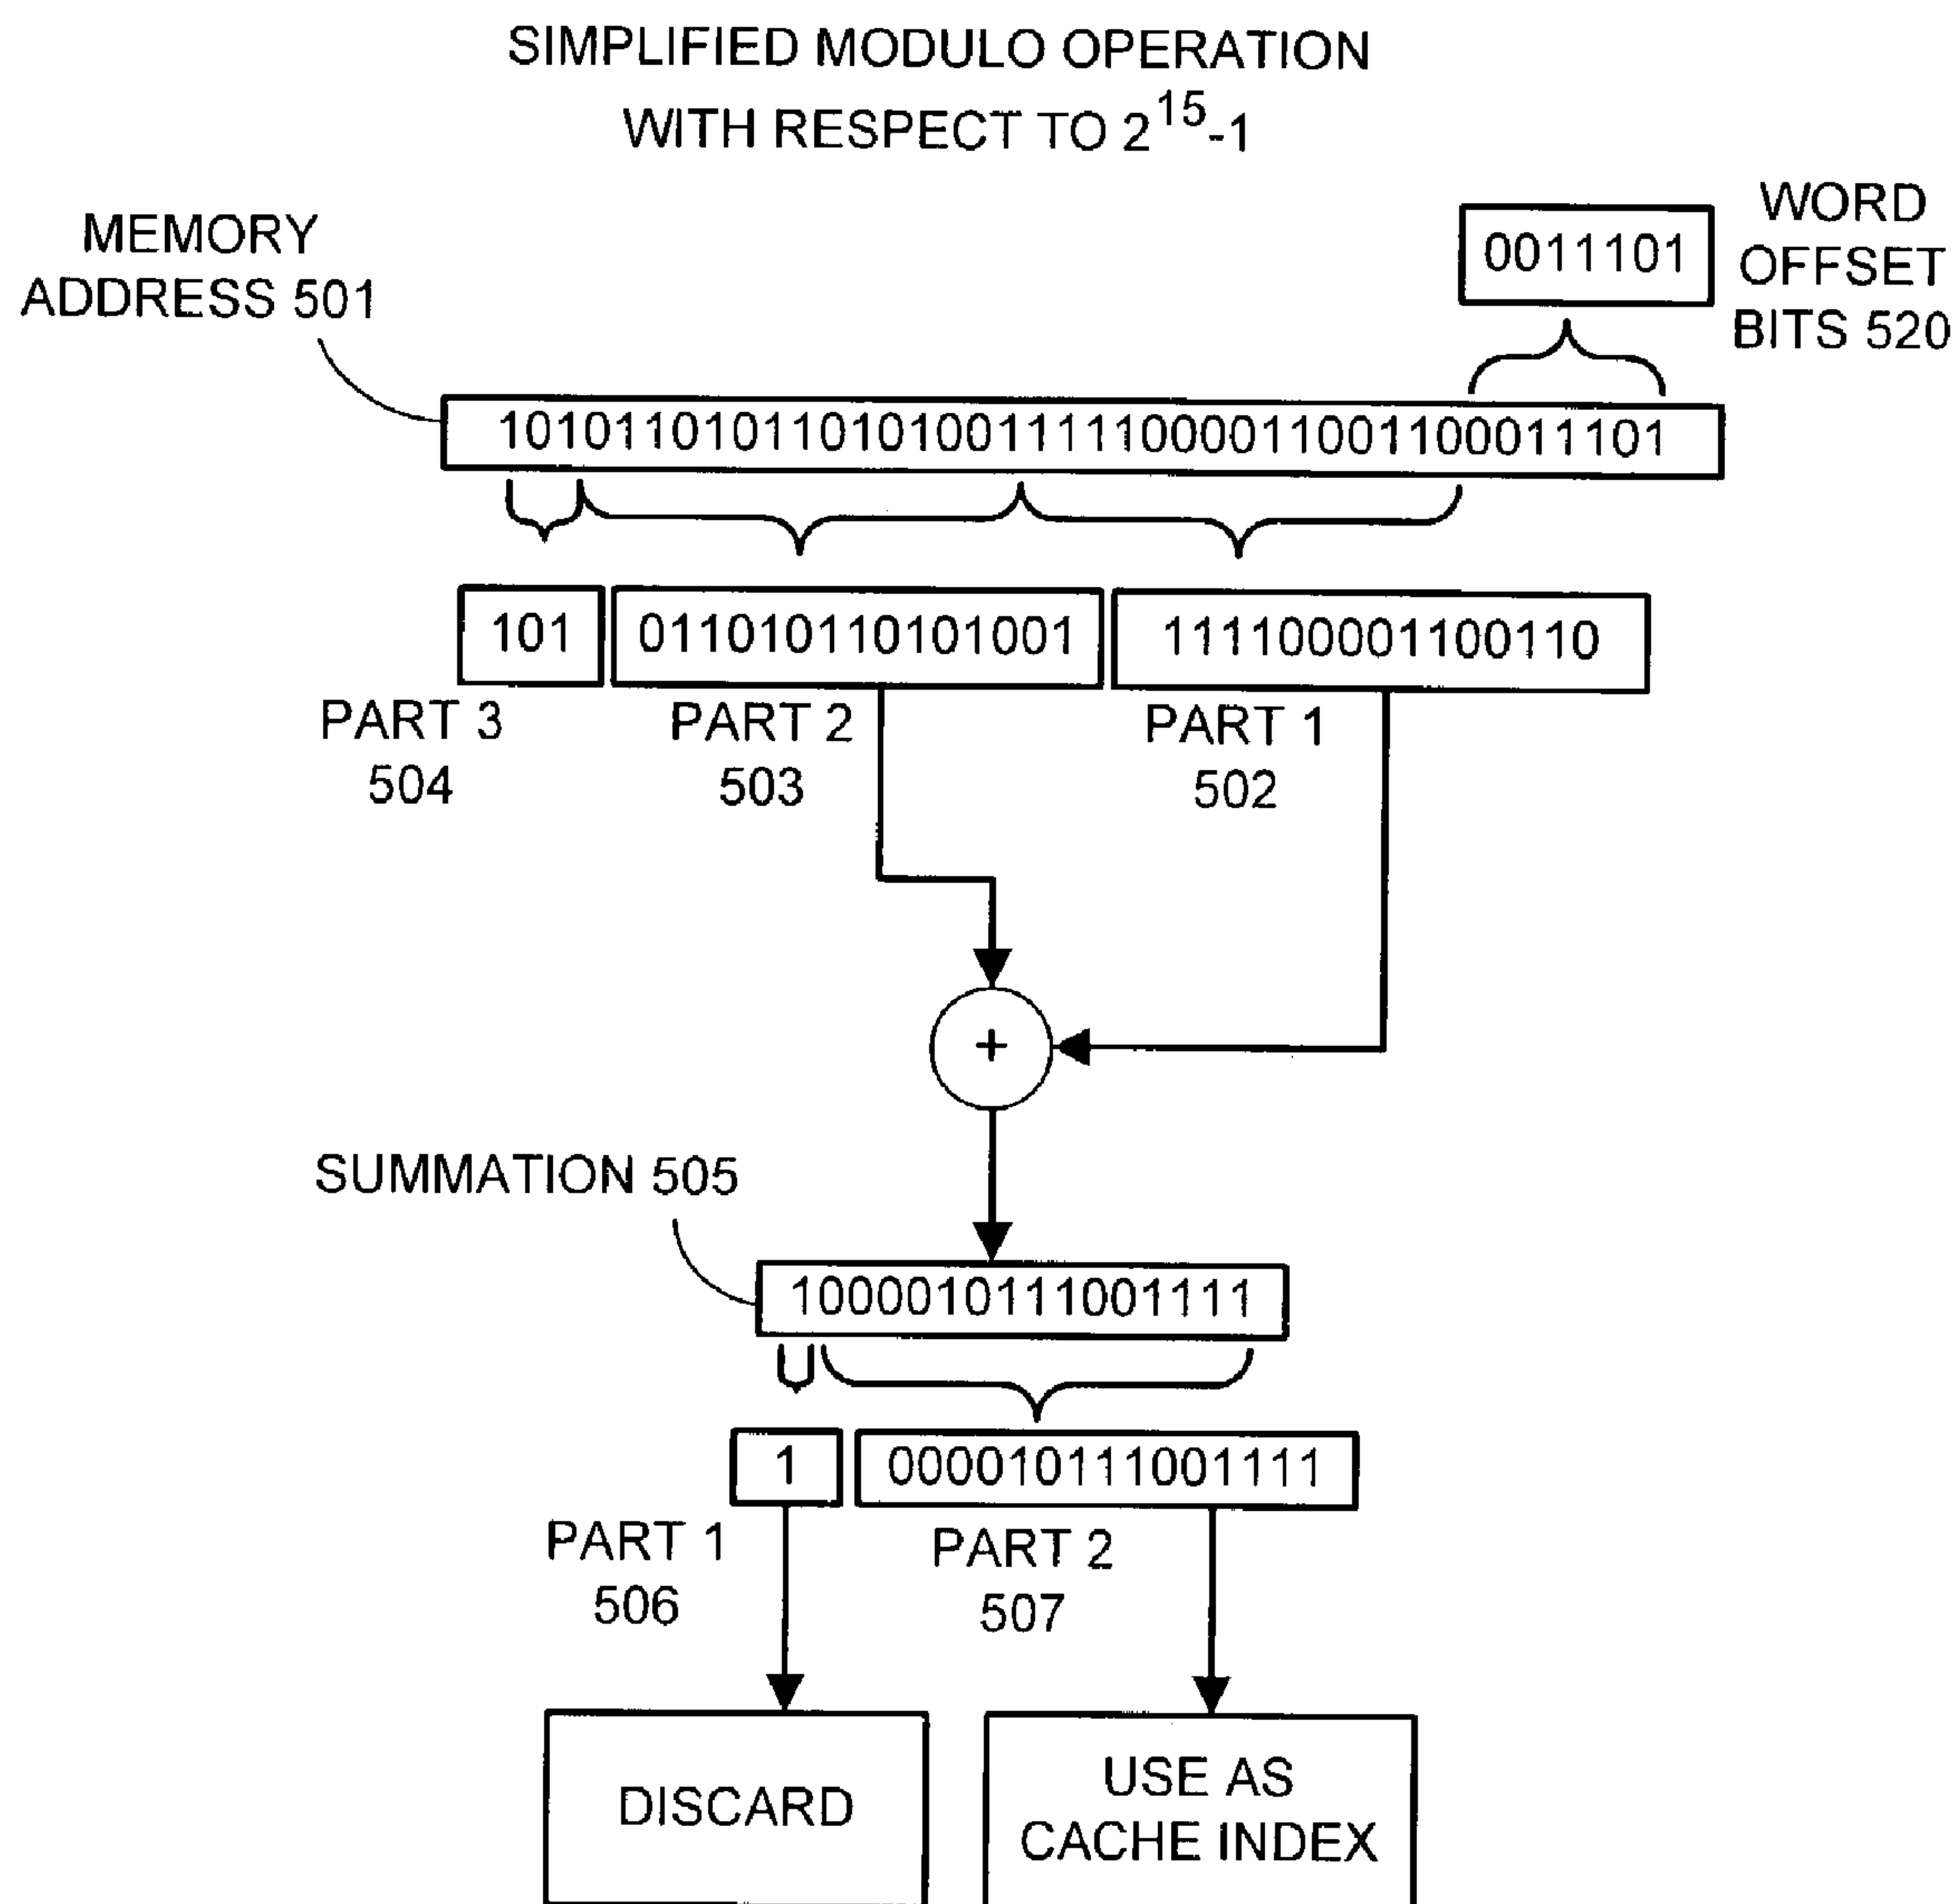 SIMPLIFIED MODULO OPERATION
WITH RESPECT TO 2¹⁵-1
MEMORY
ADDRESS 501
0011101
WORD
OFFSET
BITS 520
1010110101101010011111000011001100011101
101
011010110101001
111100001100110
PART 3
504
PART 2
503
PART 1
502
+
SUMMATION 505
1000010111001111
1
000010111001111
PART 1
506
PART 2
507
DISCARD
USE AS
CACHE INDEX